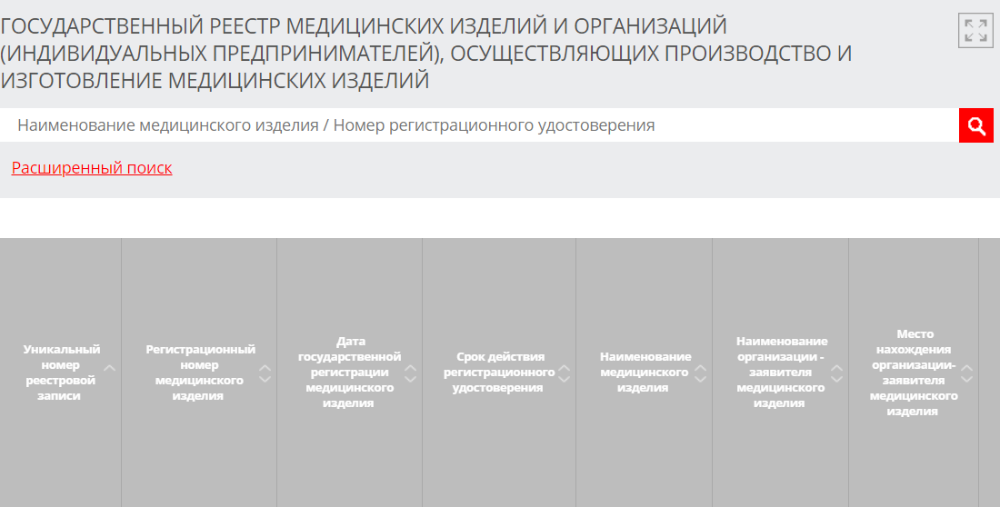 ГОСУДАРСТВЕННЫЙ РЕЕСТР МЕДИЦИНСКИХ ИЗДЕЛИЙ И ОРГАНИЗАЦИЙ
(ИНДИВИДУАЛЬНЫХ ПРЕДПРИНИМАТЕЛЕЙ), ОСУЩЕСТВЛЯЮЩИХ ПРОИЗВОДСТВО И
ИЗГОТОВЛЕНИЕ МЕДИЦИНСКИХ ИЗДЕЛИЙ
Наименование медицинского изделия / Номер регистрационного удостоверения
Расширенный поиск
Уникальный
номер
реестровой
записи
Регистрационный
номер
медицинского
изделия
Дата
государственной
регистрации
медицинского
изделия
Срок действия
регистрационного
удостоверения
Наименование
медицинского
изделия
Наименование
организации -
заявителя
медицинского
изделия
Место
нахождения
организации-
заявителя
медицинского
изделия